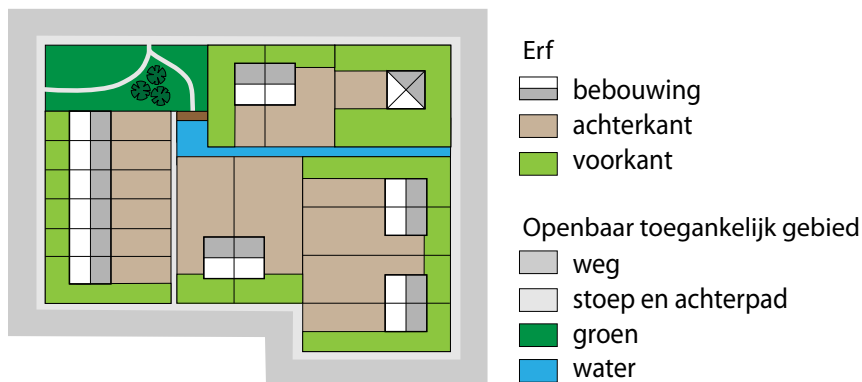 Erf
bebouwing
achterkant
voorkant
Openbaar toegankelijk gebied
weg
stoep en achterpad
groen
water